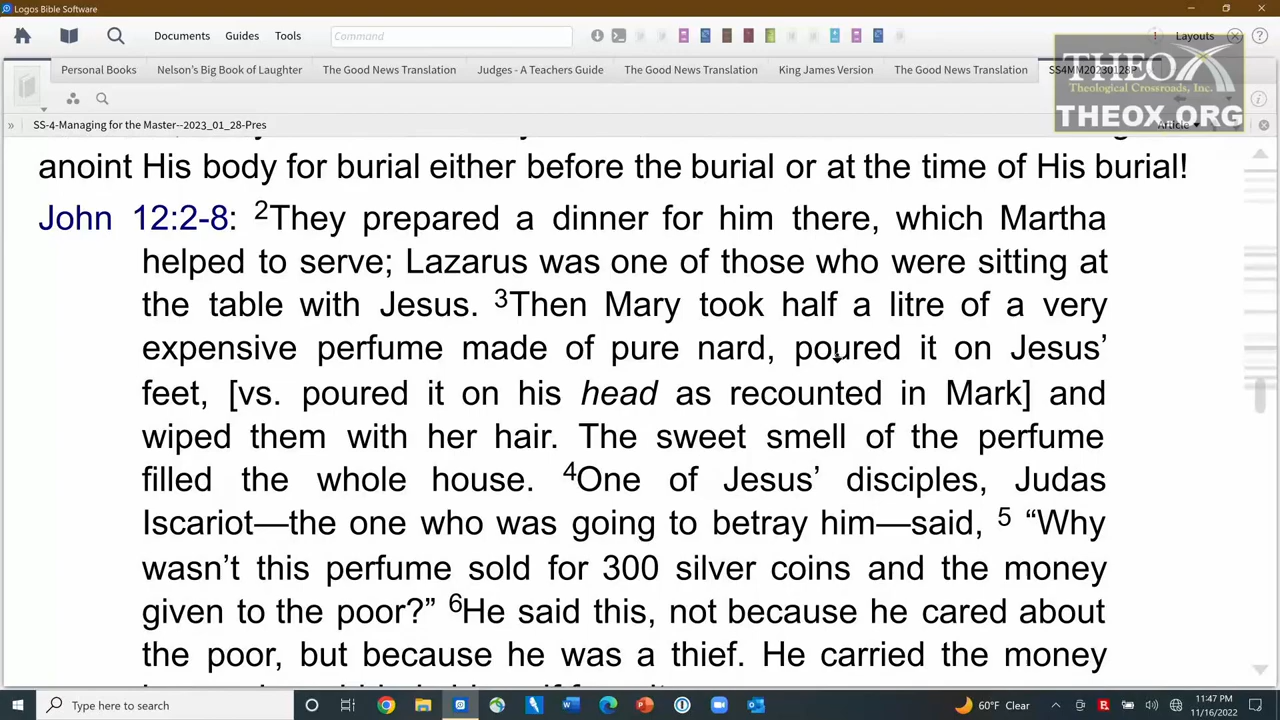 Logos Bible Software
Documents Guides Tools Command Layouts
Personal Books Nelson's Big Book of Laughter The Good Judges - A Teachers Guide The Good News Translation King James Version The Good News Translation SS4MM20230128P
THEOX
Theological Crossroads, Inc.
THEOX.ORG
SS-4-Managing for the Master--2023_01_28-Pres Article
anoint His body for burial either before the burial or at the time of His burial!
John 12:2-8: 2They prepared a dinner for him there, which Martha
helped to serve; Lazarus was one of those who were sitting at
the table with Jesus. 3Then Mary took half a litre of a very
expensive perfume made of pure nard, poured it on Jesus’
feet, [vs. poured it on his head as recounted in Mark] and
wiped them with her hair. The sweet smell of the perfume
filled the whole house. 4One of Jesus’ disciples, Judas
Iscariot—the one who was going to betray him—said, 5 “Why
wasn’t this perfume sold for 300 silver coins and the money
given to the poor?” 6He said this, not because he cared about
the poor, but because he was a thief. He carried the money
Type here to search 60°F Clear 11:47 PM
11/16/2022